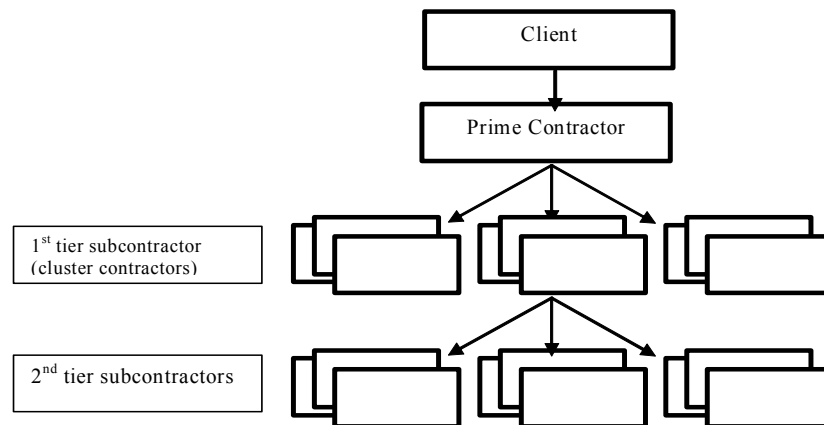 Client
Prime Contractor
1st tier subcontractor
(cluster contractors)
2nd tier subcontractors